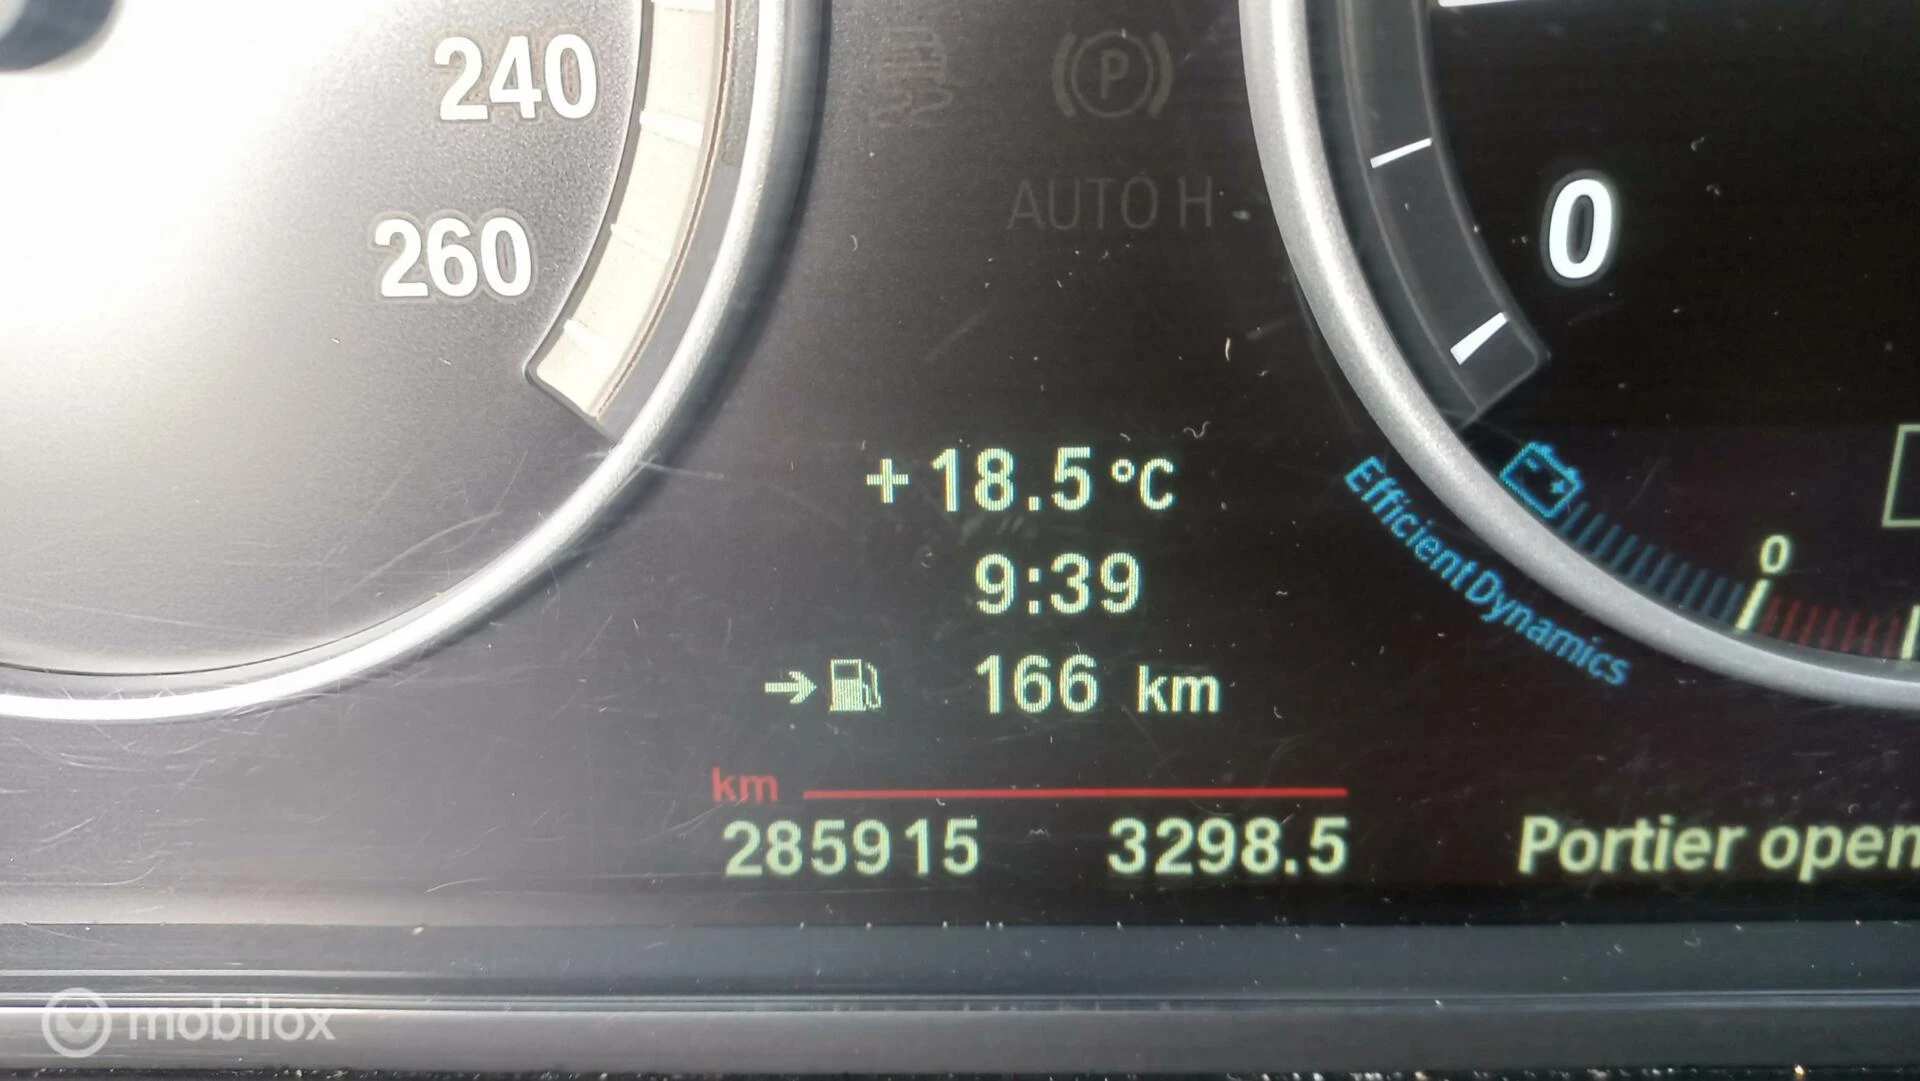 240
260
(P)
AUTO H
0
+18.5 °C
9:39
166 km
EfficientDynamics
0
km
285915 3298.5
Portier open
mobilox